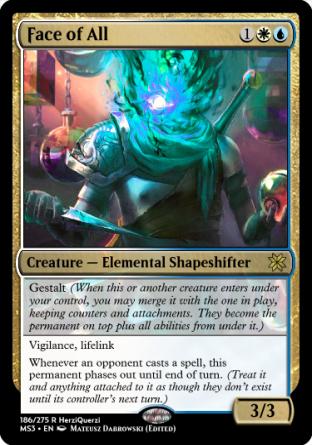 Face of All 1
Creature — Elemental Shapeshifter
Gestalt (When this or another creature enters under
your control, you may merge it with the one in play,
keeping counters and attachments. They become the
permanent on top plus all abilities from under it.)
Vigilance, lifelink
Whenever an opponent casts a spell, this
permanent phases out until end of turn. (Treat it
and anything attached to it as though they don't exist
until its controller's next turn.)
3/3
186/275 R HerziQuerzi
MS3 • EN Mateusz Dabrowski (Edited)